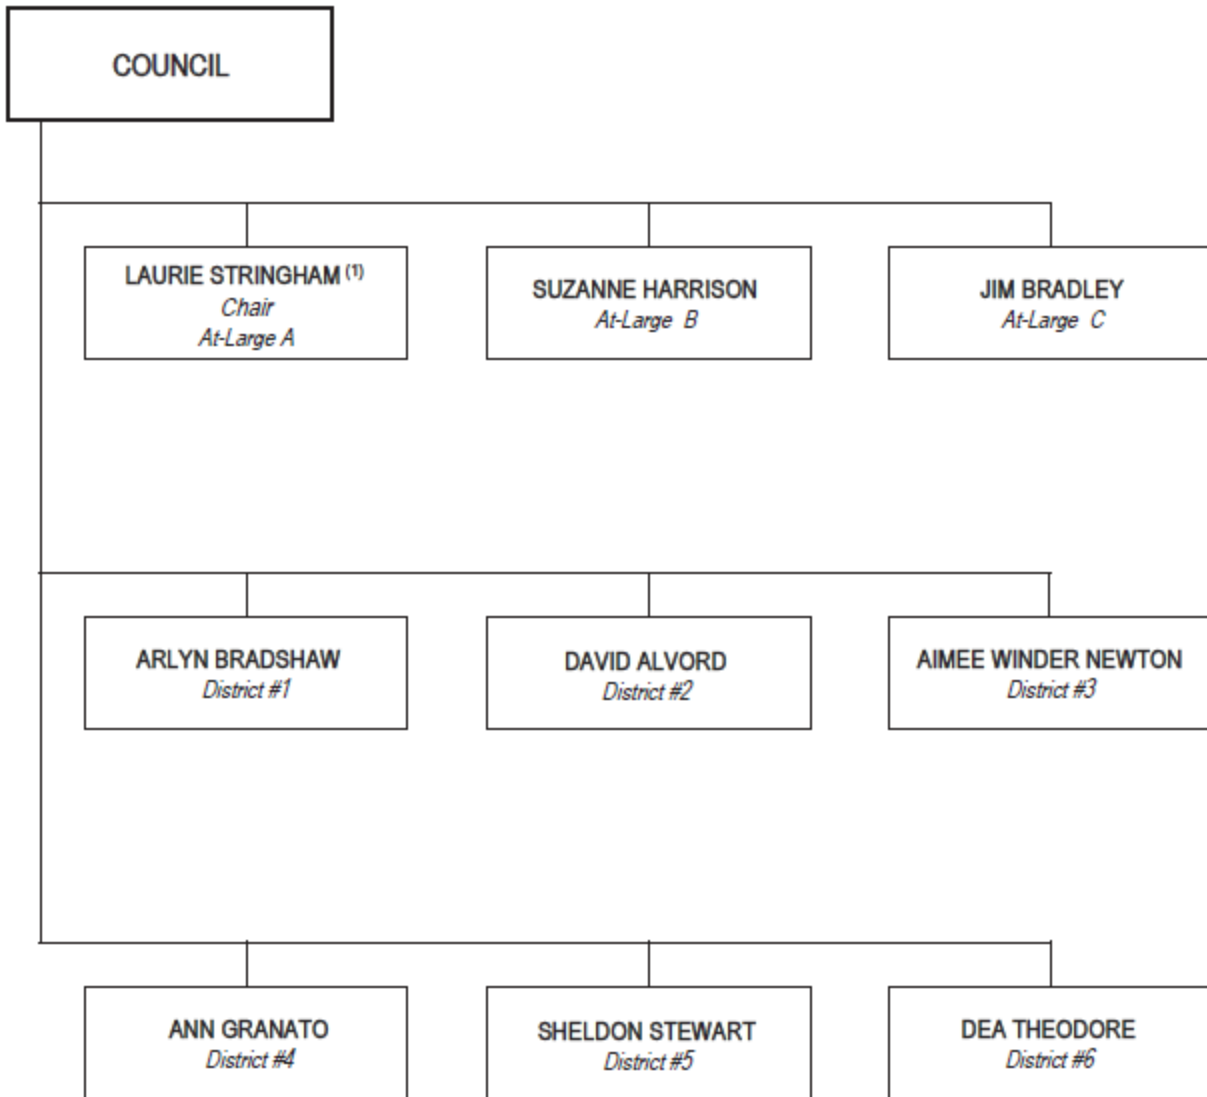 COUNCIL
LAURIE STRINGHAM (1)
Chair
At-Large A
SUZANNE HARRISON
At-Large B
JIM BRADLEY
At-Large C
ARLYN BRADSHAW
District #1
DAVID ALVORD
District #2
AIMEE WINDER NEWTON
District #3
ANN GRANATO
District #4
SHELDON STEWART
District #5
DEA THEODORE
District #6